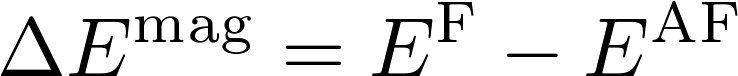 ΔE^mag = E^F − E^AF